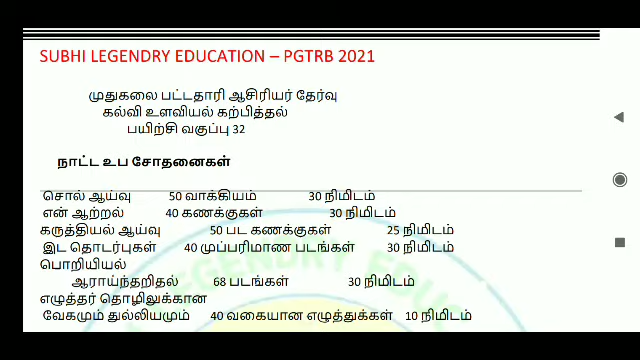 SUBHI LEGENDRY EDUCATION – PGTRB 2021
முதுகலை பட்டதாரி ஆசிரியர் தேர்வு
கல்வி உளவியல் கற்பித்தல்
பயிற்சி வகுப்பு 32
நாட்ட உப சோதனைகள்
சொல் ஆய்வு 50 வாக்கியம் 30 நிமிடம்
என் ஆற்றல் 40 கணக்குகள் 30 நிமிடம்
கருத்தியல் ஆய்வு 50 பட கணக்குகள் 25 நிமிடம்
இட தொடர்புகள் 40 முப்பரிமாண படங்கள் 30 நிமிடம்
பொறியியல்
ஆராய்ந்தறிதல் 68 படங்கள் 30 நிமிடம்
எழுத்தர் தொழிலுக்கான
வேகமும் துல்லியமும் 40 வகையான எழுத்துக்கள் 10 நிமிடம்